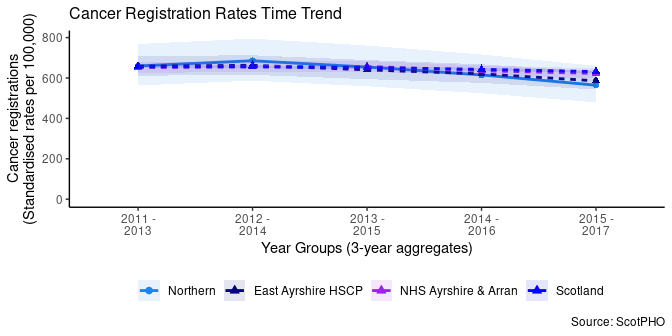 Cancer Registration Rates Time Trend
Cancer registrations
(Standardised rates per 100,000)
800
600
400
200
0
2011 -
2013
2012 -
2014
2013 -
2015
2014 -
2016
2015 -
2017
Year Groups (3-year aggregates)
Northern
East Ayrshire HSCP
NHS Ayrshire & Arran
Scotland
Source: ScotPHO